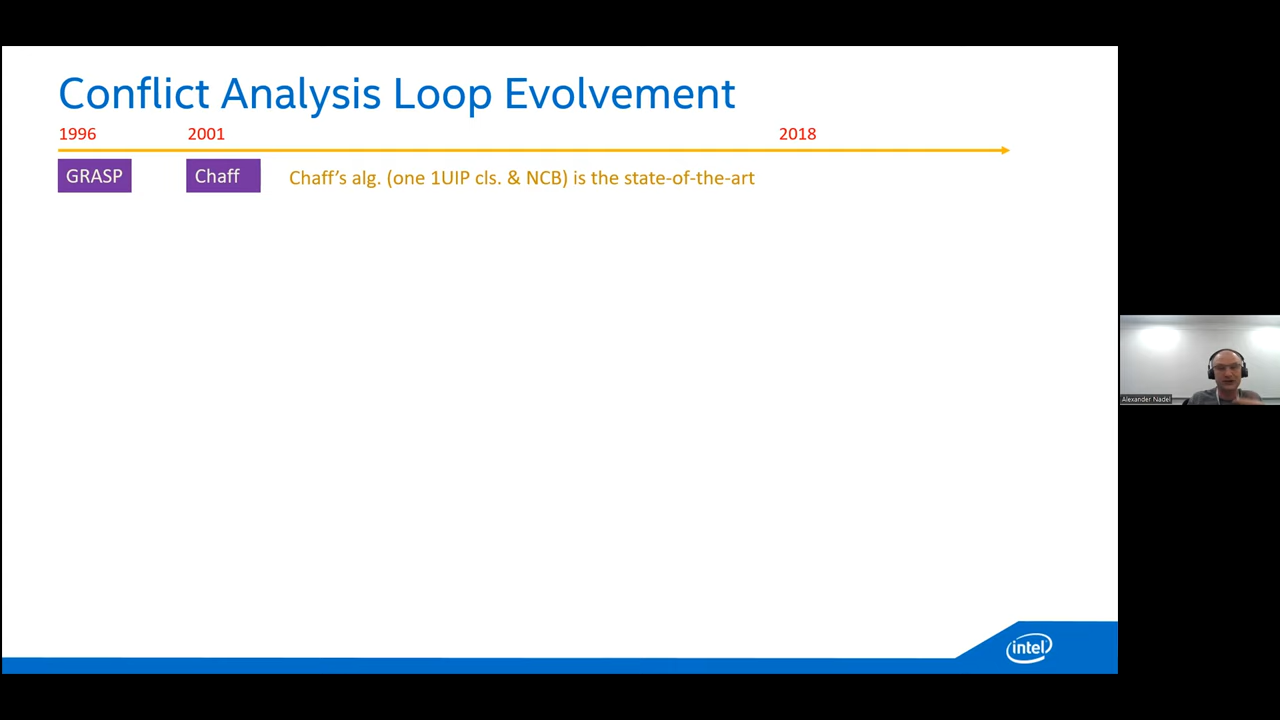 Conflict Analysis Loop Evolvement
1996 2001 2018
GRASP Chaff Chaff's alg. (one 1UIP cls. & NCB) is the state-of-the-art
Alexander Nadel
intel